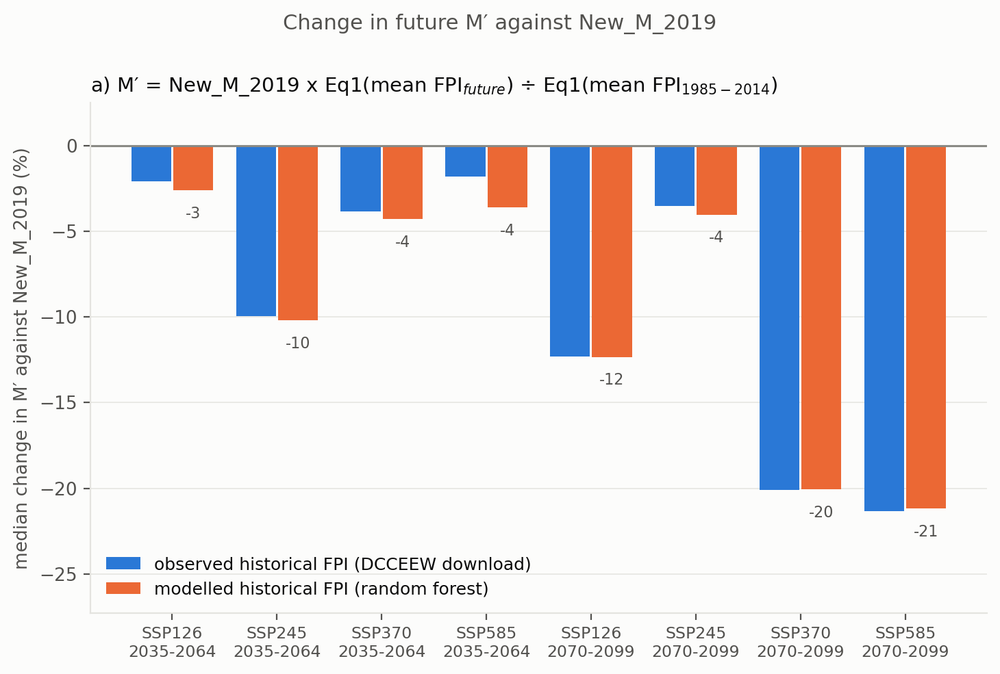 Change in future M′ against New_M_2019
a) M′ = New_M_2019 x Eq1(mean FPI_future) ÷ Eq1(mean FPI_1985 − 2014)
median change in M′ against New_M_2019 (%)
0
−5
−10
−15
−20
−25
-3
-10
-4
-4
-12
-4
-20
-21
observed historical FPI (DCCEEW download)
modelled historical FPI (random forest)
SSP126
2035-2064
SSP245
2035-2064
SSP370
2035-2064
SSP585
2035-2064
SSP126
2070-2099
SSP245
2070-2099
SSP370
2070-2099
SSP585
2070-2099